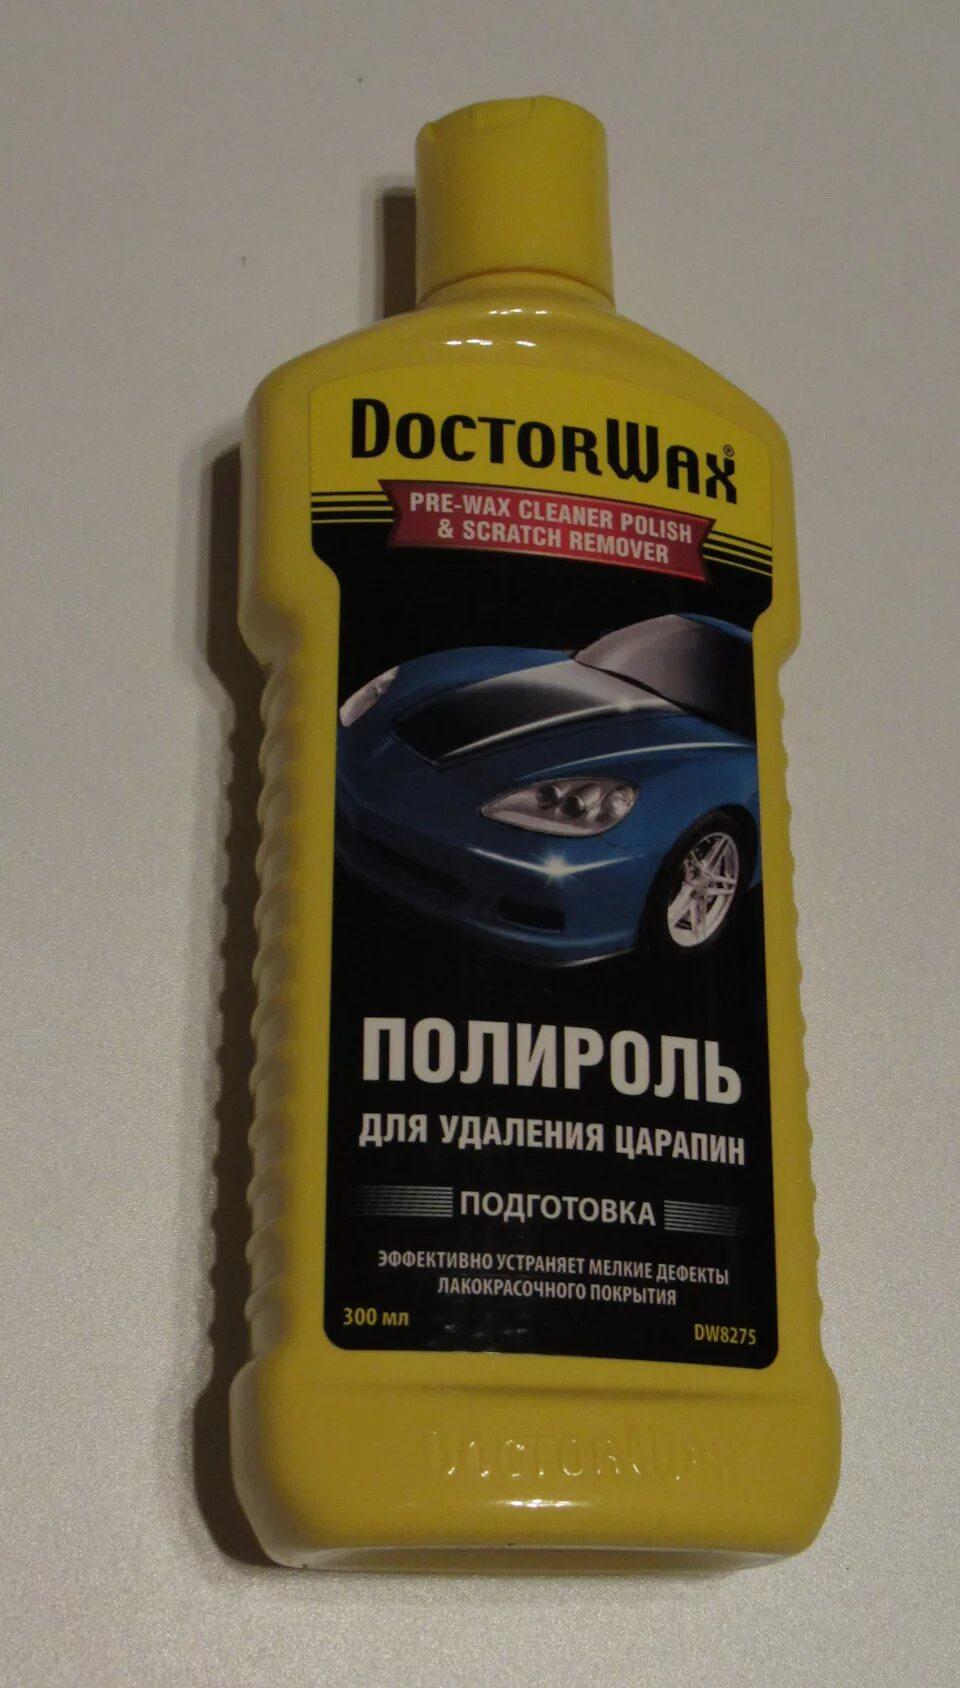 DOCTORWAX®
PRE-WAX CLEANER POLISH
& SCRATCH REMOVER
ПОЛИРОЛЬ
ДЛЯ УДАЛЕНИЯ ЦАРАПИН
ПОДГОТОВКА
ЭФФЕКТИВНО УСТРАНЯЕТ МЕЛКИЕ ДЕФЕКТЫ
ЛАКОКРАСОЧНОГО ПОКРЫТИЯ
300 мл
DW8275
DOCTORWAX